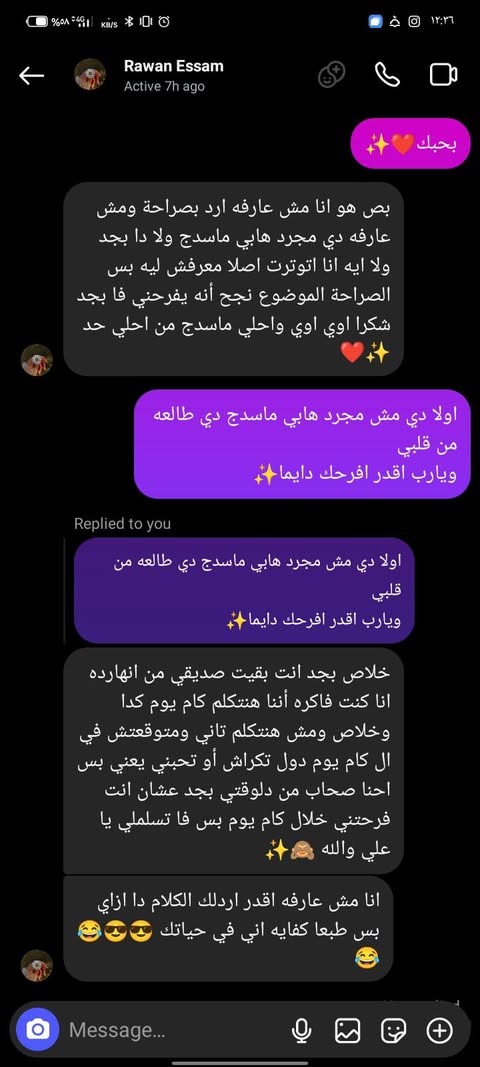 %٥٨ 4G KB/S ١٢:٣٦
Rawan Essam
Active 7h ago
بحبك❤️✨
بص هو انا مش عارفه ارد بصراحة ومش
عارفه دي مجرد هابي ماسدج ولا دا بجد
ولا ايه انا اتوترت اصلا معرفش ليه بس
الصراحة الموضوع نجح أنه يفرحني فا بجد
شكرا اوي اوي واحلي ماسدج من احلي حد
✨❤️
اولا دي مش مجرد هابي ماسدج دي طالعه
من قلبي
ويارب اقدر افرحك دايما✨
Replied to you
اولا دي مش مجرد هابي ماسدج دي طالعه من
قلبي
ويارب اقدر افرحك دايما✨
خلاص بجد انت بقيت صديقي من انهارده
انا كنت فاكره أننا هنتكلم كام يوم كدا
وخلاص ومش هنتكلم تاني ومتوقعتش في
ال كام يوم دول تكراش أو تحبني يعني بس
احنا صحاب من دلوقتي بجد عشان انت
فرحتني خلال كام يوم بس فا تسلملي يا
علي والله 🙈✨
انا مش عارفه اقدر اردلك الكلام دا ازاي
بس طبعا كفايه اني في حياتك 😎😎😂
😂
Message...